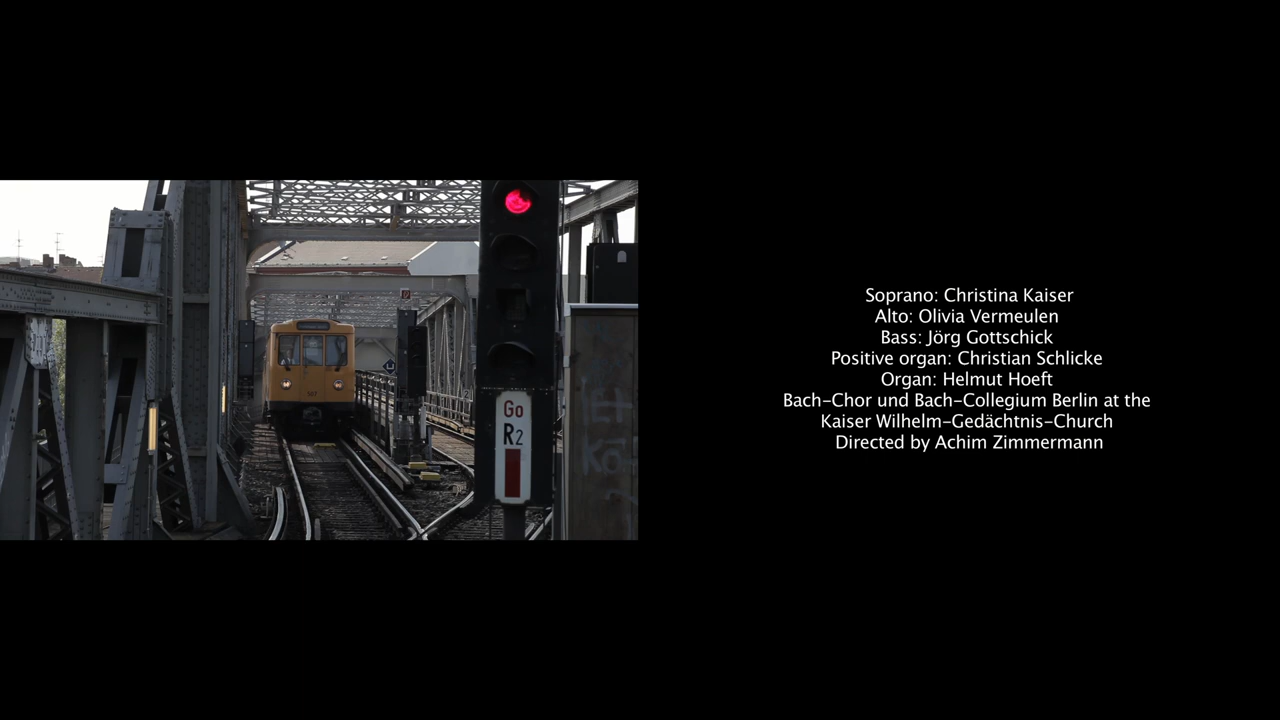 Go
R2
Soprano: Christina Kaiser
Alto: Olivia Vermeulen
Bass: Jörg Gottschick
Positive organ: Christian Schlicke
Organ: Helmut Hoeft
Bach-Chor und Bach-Collegium Berlin at the
Kaiser Wilhelm-Gedächtnis-Church
Directed by Achim Zimmermann